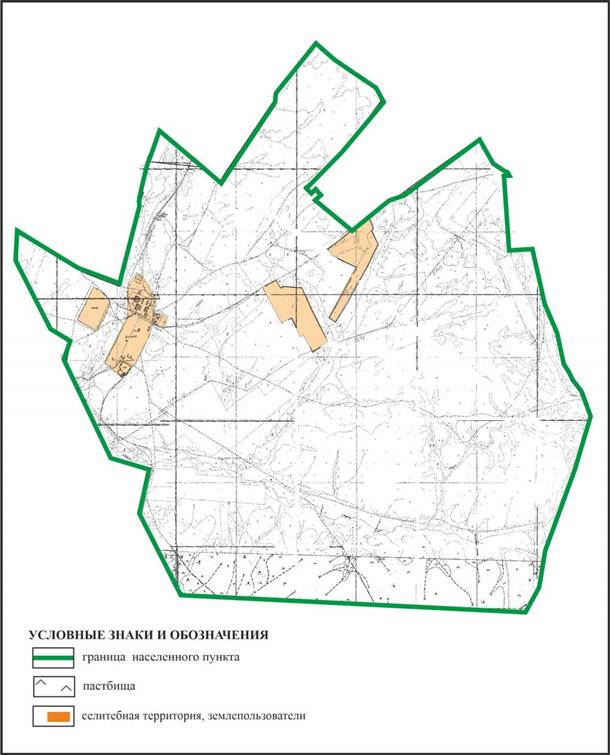 УСЛОВНЫЕ ЗНАКИ И ОБОЗНАЧЕНИЯ
граница населенного пункта
пастбища
селитебная территория, землепользователи